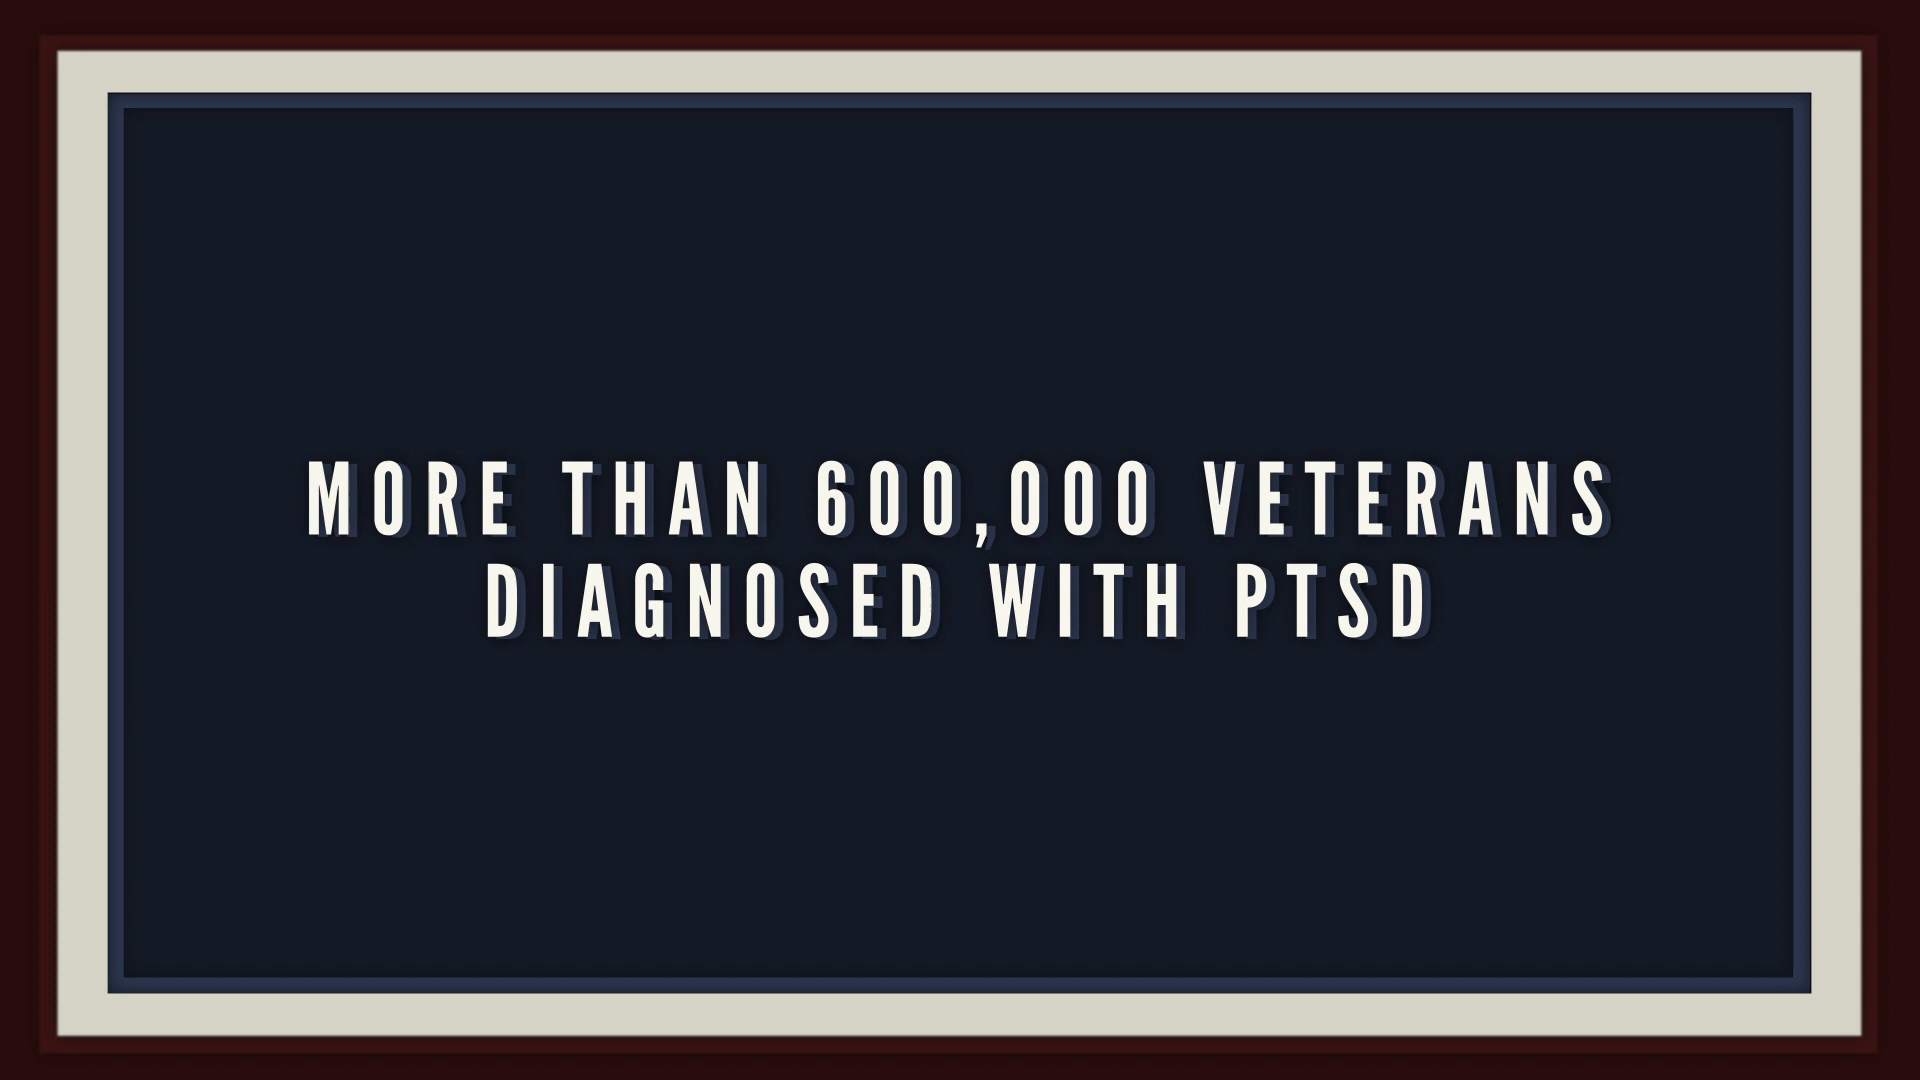 MORE THAN 600,000 VETERANS
DIAGNOSED WITH PTSD